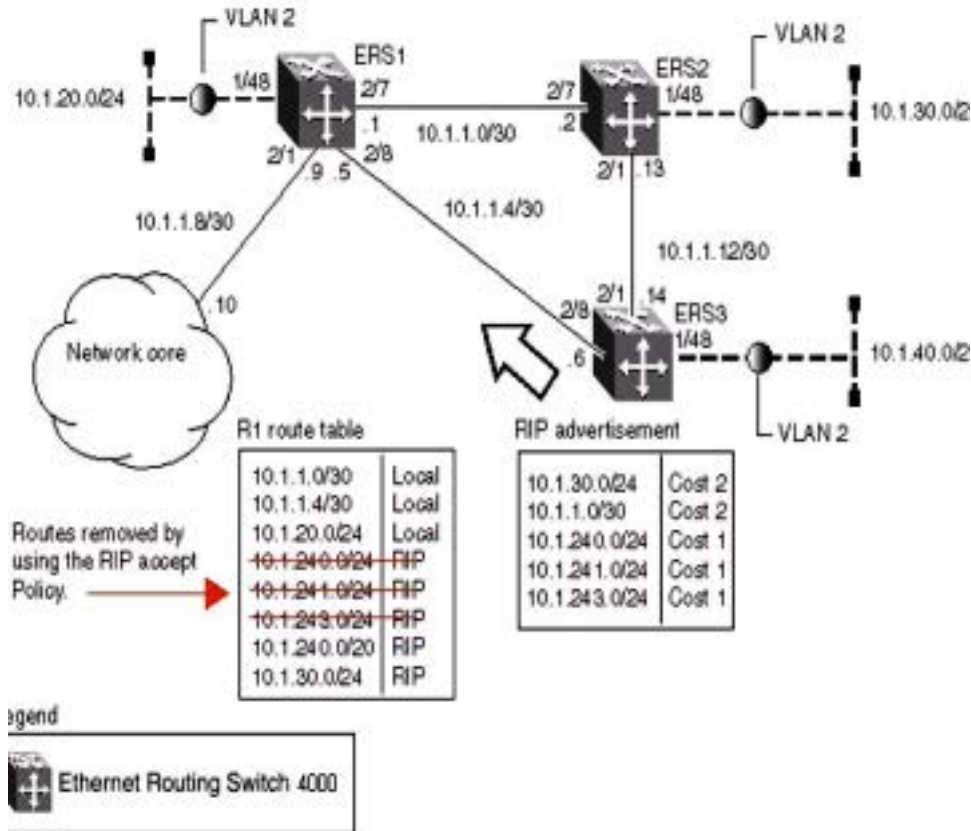 VLAN 2
VLAN 2
ERS1
ERS2
10.1.20.0/24
1/48
2/7
2/7
1/48
10.1.30.0/2
.1
.2
10.1.1.0/30
2/1
.9
.5
2/8
2/1
.13
10.1.1.8/30
10.1.1.4/30
10.1.1.12/30
.10
2/1
.14
2/8
ERS3
1/48
Network core
.6
10.1.40.0/2
VLAN 2
R1 route table
RIP advertisement
10.1.1.0/30 Local
10.1.1.4/30 Local
10.1.20.0/24 Local
10.1.240.0/24 RIP
10.1.241.0/24 RIP
10.1.243.0/24 RIP
10.1.240.0/20 RIP
10.1.30.0/24 RIP
10.1.30.0/24 Cost 2
10.1.1.0/30 Cost 2
10.1.240.0/24 Cost 1
10.1.241.0/24 Cost 1
10.1.243.0/24 Cost 1
Routes removed by
using the RIP accept
Policy.
egend
Ethernet Routing Switch 4000